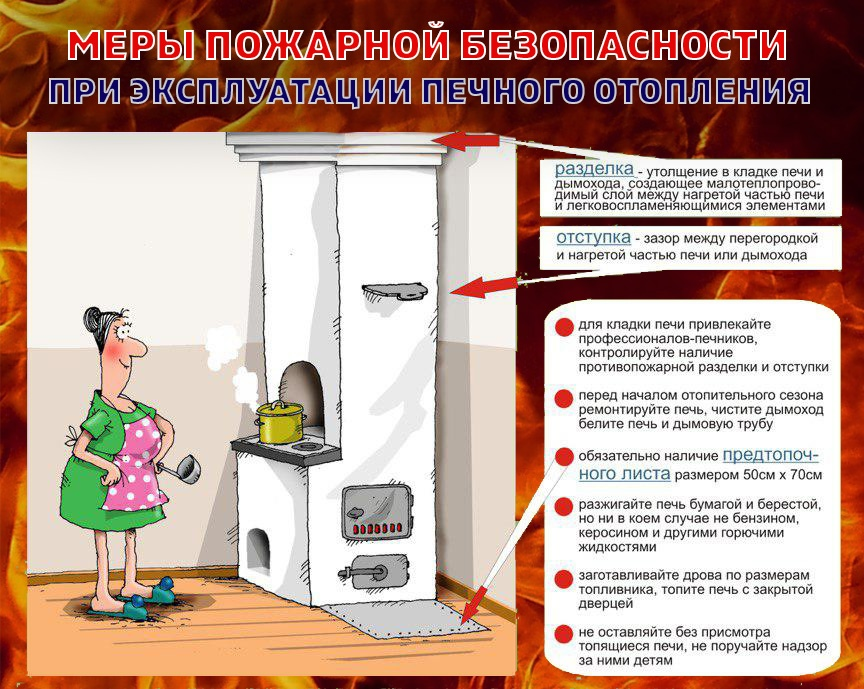 МЕРЫ ПОЖАРНОЙ БЕЗОПАСНОСТИ
ПРИ ЭКСПЛУАТАЦИИ ПЕЧНОГО ОТОПЛЕНИЯ
разделка - утолщение в кладке печи и
дымохода, создающее малотеплопрово-
димый слой между нагретой частью печи
и легковоспламеняющимися элементами
отступка - зазор между перегородкой
и нагретой частью печи или дымохода
для кладки печи привлекайте
профессионалов-печников,
контролируйте наличие
противопожарной разделки и отступки
перед началом отопительного сезона
ремонтируйте печь, чистите дымоход
белите печь и дымовую трубу
обязательно наличие предтопоч-
ного листа размером 50см х 70см
разжигайте печь бумагой и берестой,
но ни в коем случае не бензином,
керосином и другими горючими
жидкостями
заготавливайте дрова по размерам
топливника, топите печь с закрытой
дверцей
не оставляйте без присмотра
топящиеся печи, не поручайте надзор
за ними детям